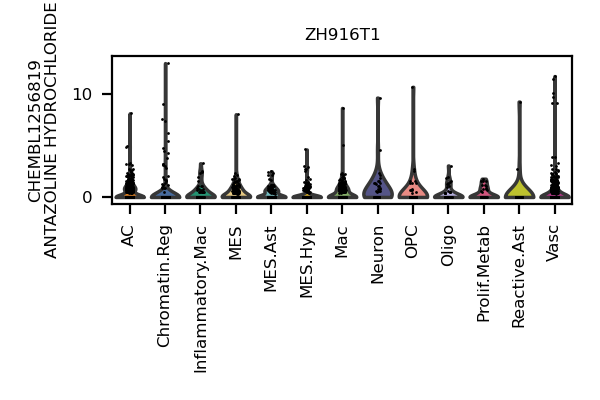 ZH916T1
CHEMBL1256819
ANTAZOLINE HYDROCHLORIDE
10
0
AC
Chromatin.Reg
Inflammatory.Mac
MES
MES.Ast
MES.Hyp
Mac
Neuron
OPC
Oligo
Prolif.Metab
Reactive.Ast
Vasc